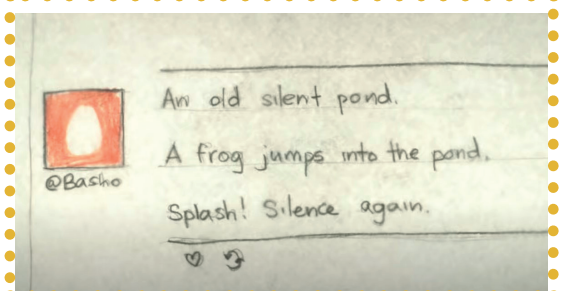 An old silent pond.
A frog jumps into the pond.
Splash! Silence again.
@Basho